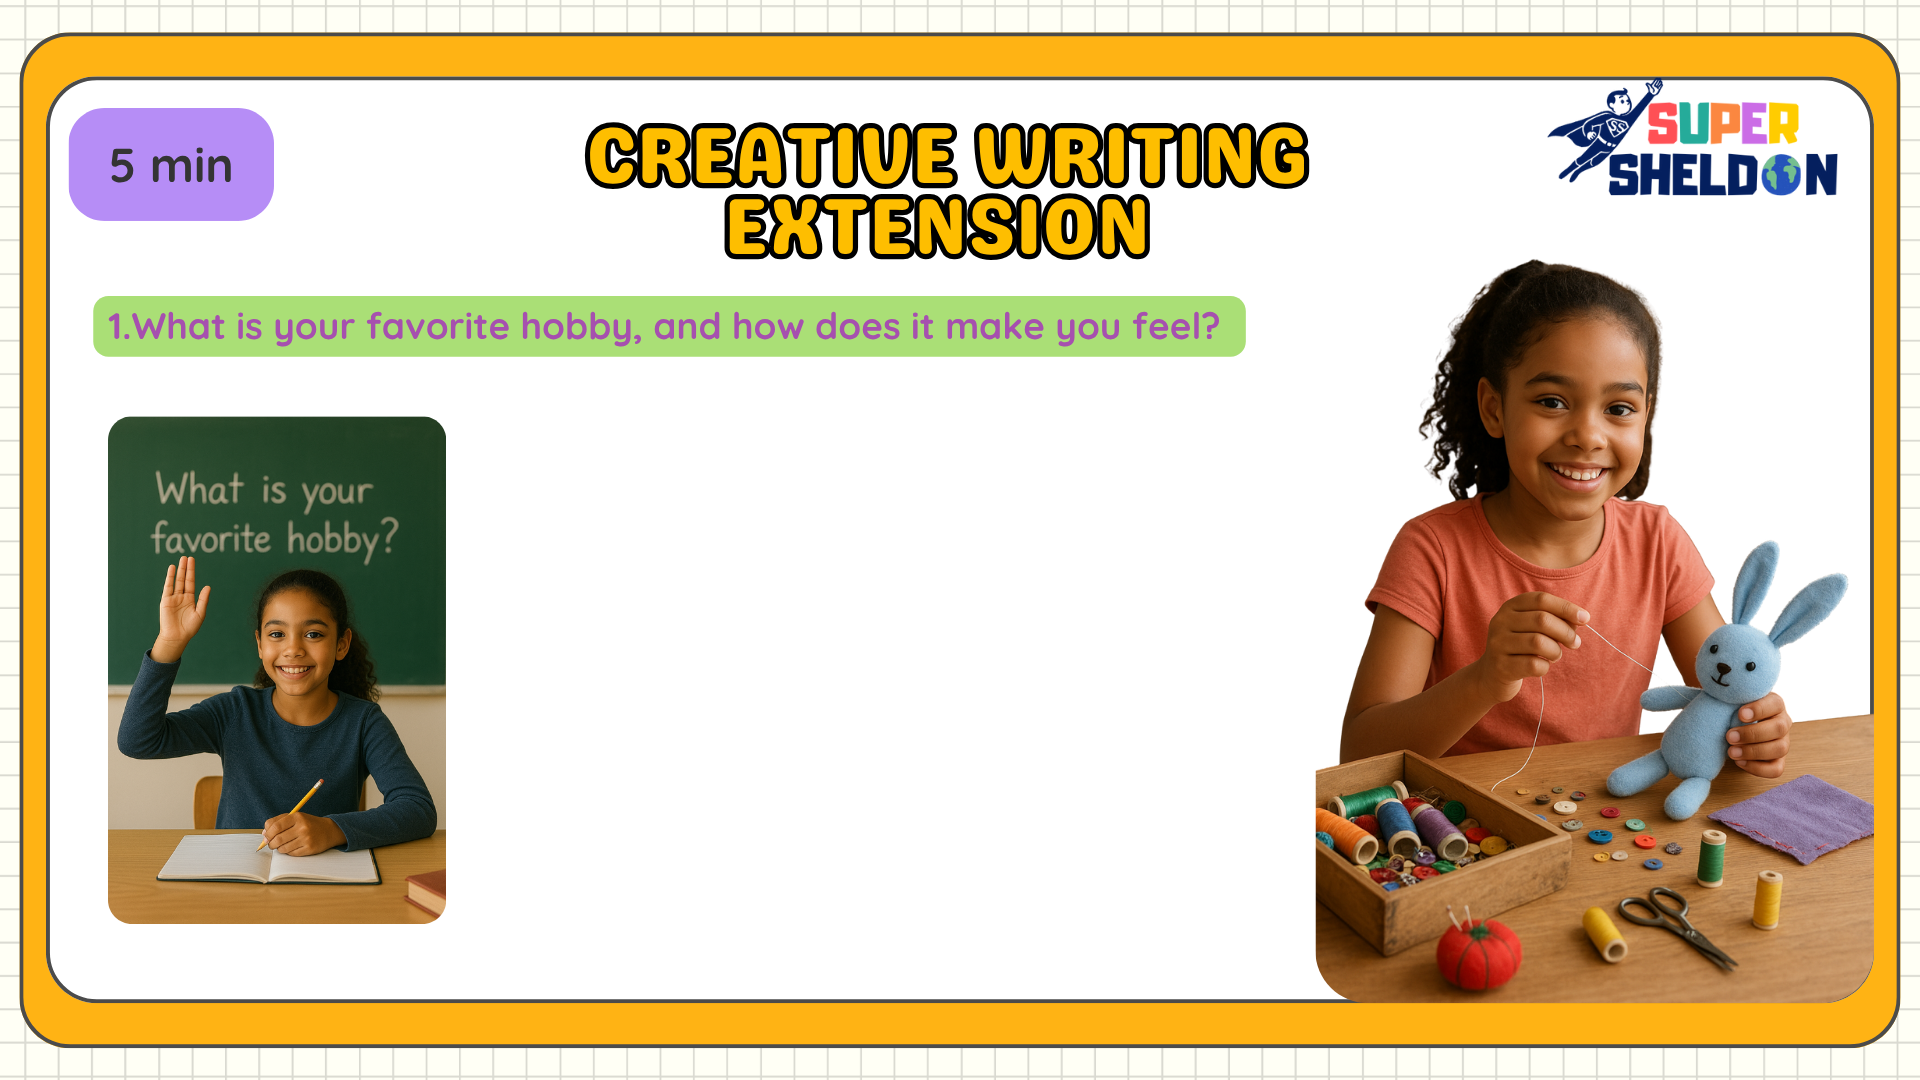 5 min
CREATIVE WRITING
EXTENSION
SUPER
SHELDON
SS
1.What is your favorite hobby, and how does it make you feel?
What is your
favorite hobby?